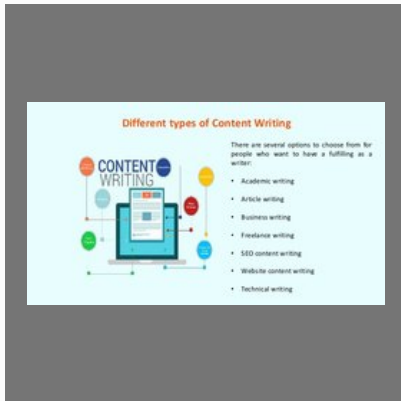 Different types of Content Writing
There are several options to choose from for
people who want to have a fulfilling as a
writer:
• Academic writing
• Article writing
• Business writing
• Freelance writing
• SEO content writing
• Website content writing
• Technical writing
CONTENT
WRITING